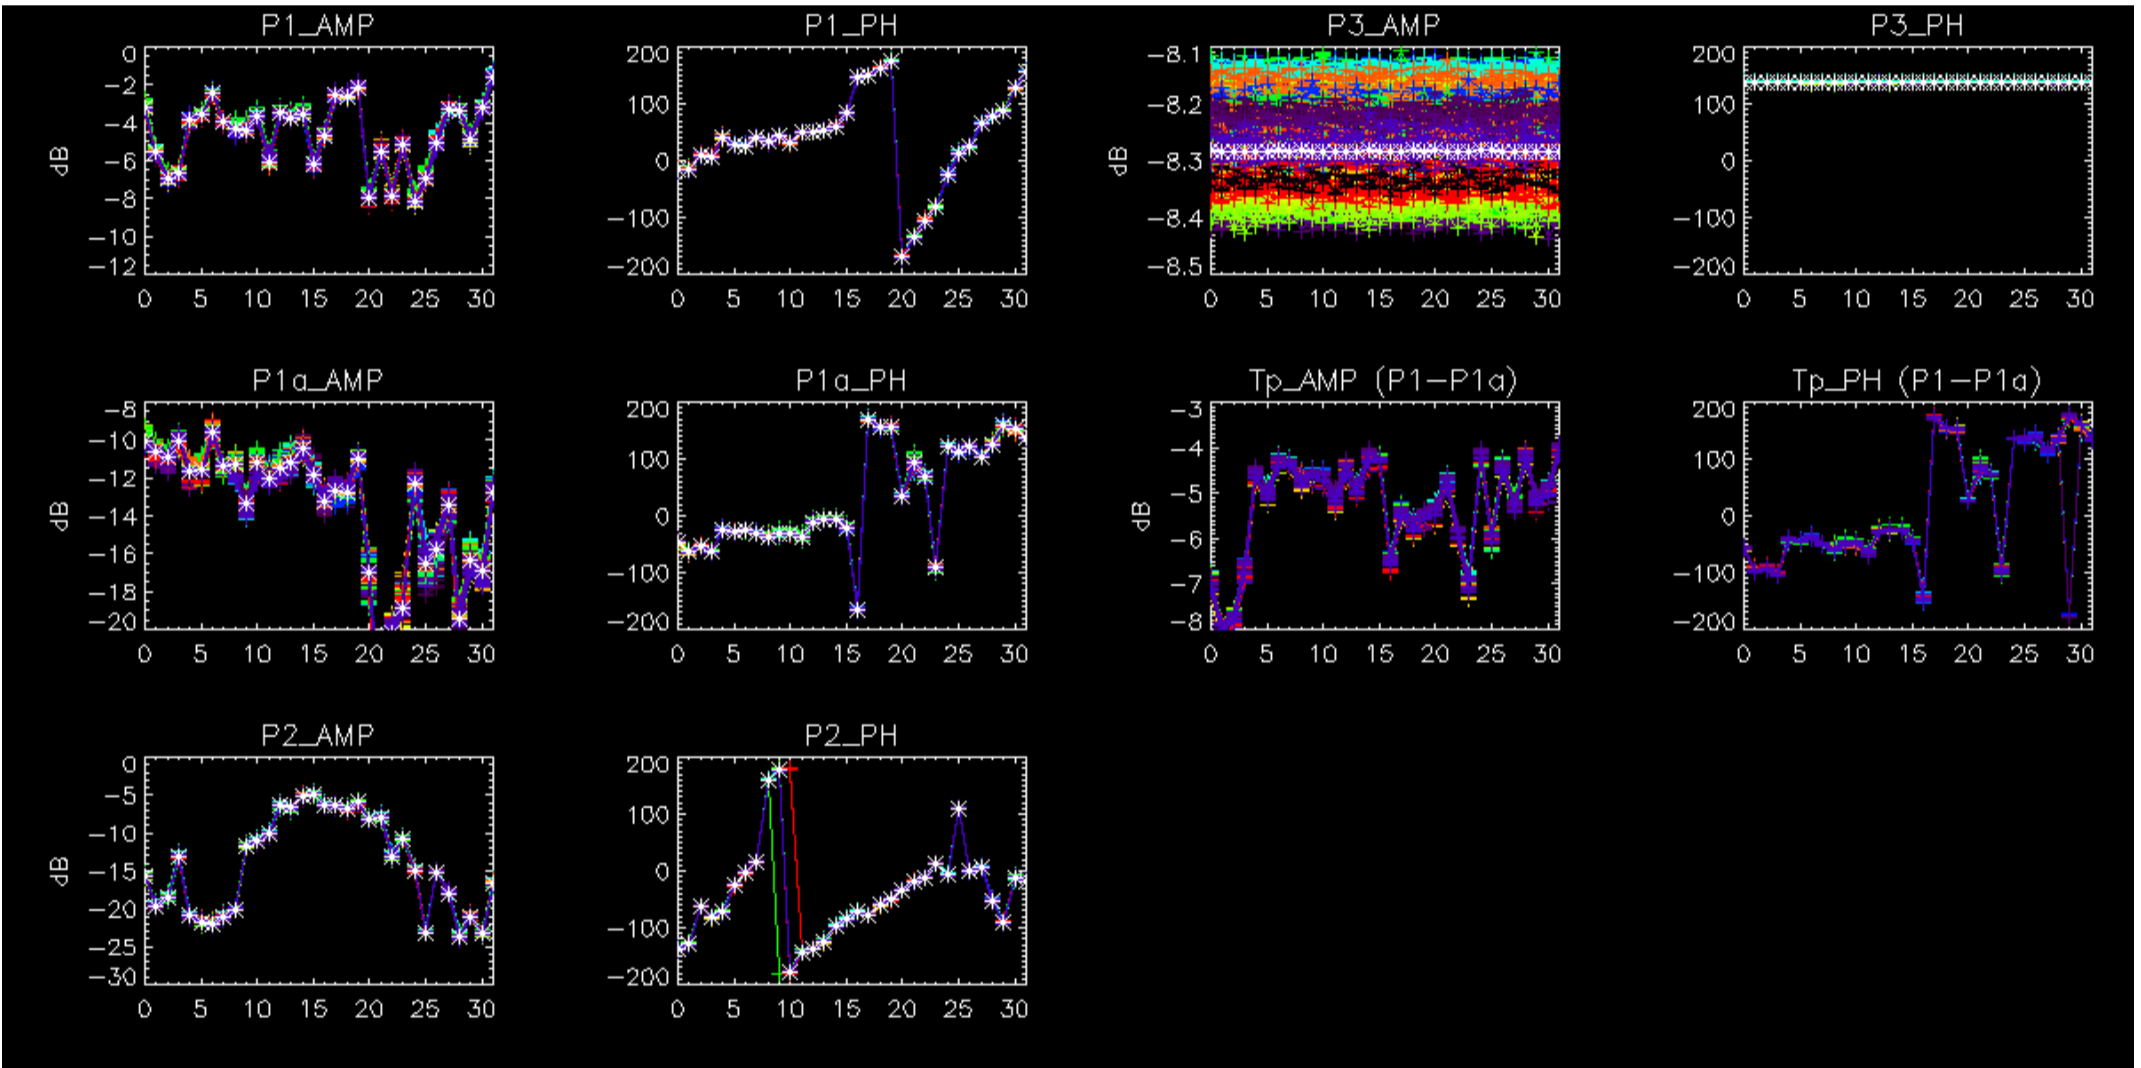 P1_AMP
P1_PH
P3_AMP
P3_PH
0
−2
−4
−6
−8
−10
−12
dB
0 5 10 15 20 25 30
200
100
0
−100
−200
0 5 10 15 20 25 30
−8.1
−8.2
−8.3
−8.4
−8.5
dB
0 5 10 15 20 25 30
200
100
0
−100
−200
0 5 10 15 20 25 30
P1a_AMP
P1a_PH
Tp_AMP (P1−P1a)
Tp_PH (P1−P1a)
−8
−10
−12
−14
−16
−18
−20
dB
0 5 10 15 20 25 30
200
100
0
−100
−200
0 5 10 15 20 25 30
−3
−4
−5
−6
−7
−8
dB
0 5 10 15 20 25 30
200
100
0
−100
−200
0 5 10 15 20 25 30
P2_AMP
P2_PH
0
−5
−10
−15
−20
−25
−30
dB
0 5 10 15 20 25 30
200
100
0
−100
−200
0 5 10 15 20 25 30